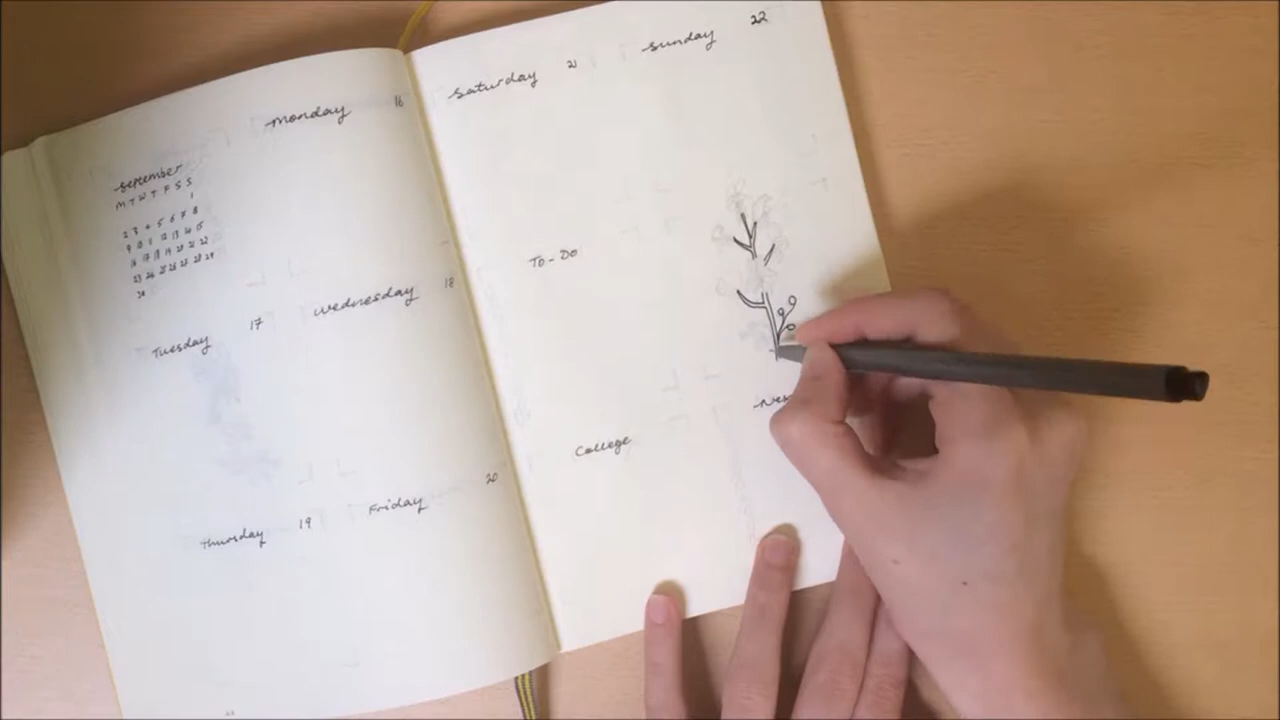 Monday 16
September
M T W T F S S
1
2 3 4 5 6 7 8
9 10 1 12 13 14 15
16 17 18 19 20 21 22
23 24 25 26 27 28 29
30
Tuesday 17
Wednesday 18
Thursday 19
Friday 20
Saturday 21
Sunday 22
To-Do
College